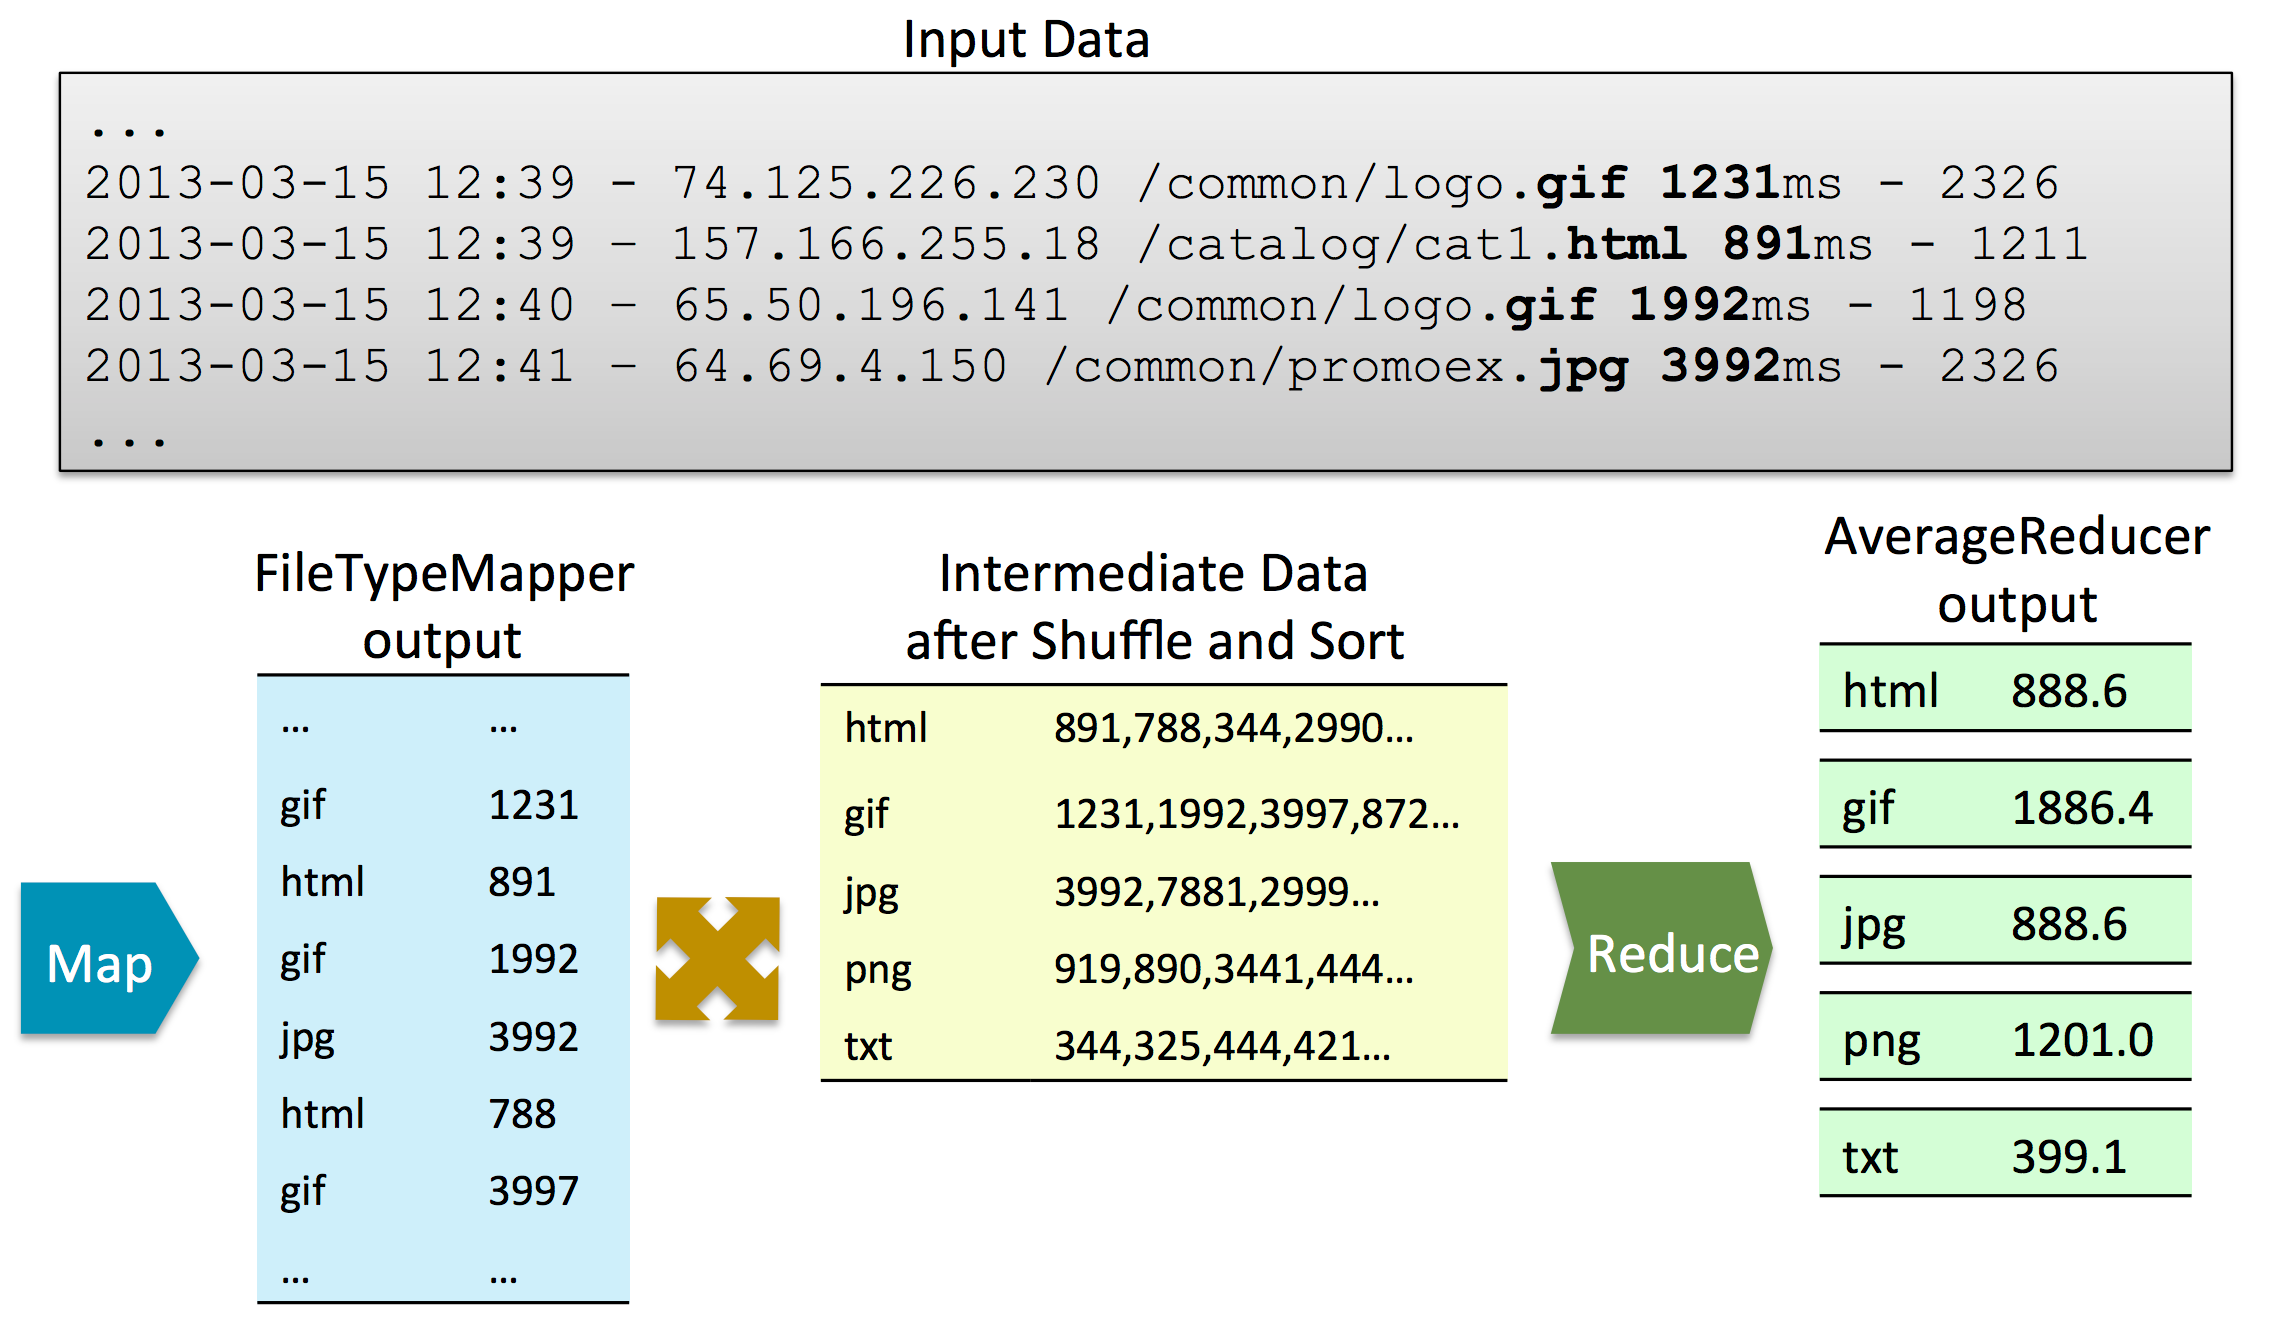 Input Data
...
2013-03-15 12:39 - 74.125.226.230 /common/logo.gif 1231ms - 2326
2013-03-15 12:39 – 157.166.255.18 /catalog/cat1.html 891ms - 1211
2013-03-15 12:40 – 65.50.196.141 /common/logo.gif 1992ms - 1198
2013-03-15 12:41 – 64.69.4.150 /common/promoex.jpg 3992ms - 2326
...
Map
FileTypeMapper
output
... ...
gif 1231
html 891
gif 1992
jpg 3992
html 788
gif 3997
... ...
Intermediate Data
after Shuffle and Sort
html 891,788,344,2990...
gif 1231,1992,3997,872...
jpg 3992,7881,2999...
png 919,890,3441,444...
txt 344,325,444,421...
Reduce
AverageReducer
output
html 888.6
gif 1886.4
jpg 888.6
png 1201.0
txt 399.1